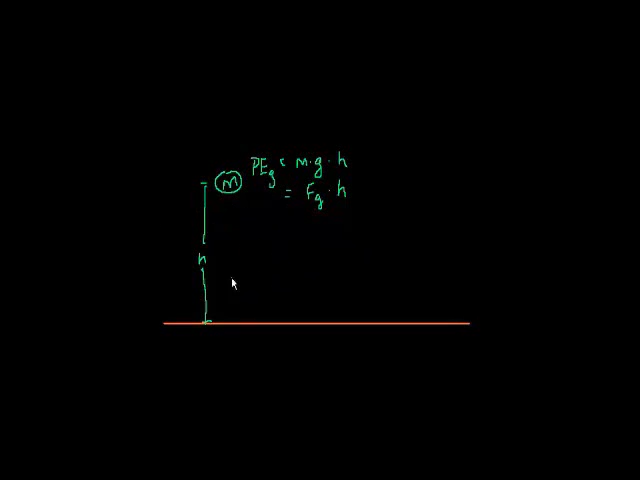 PEg = m·g·h
= Fg·h
m
h